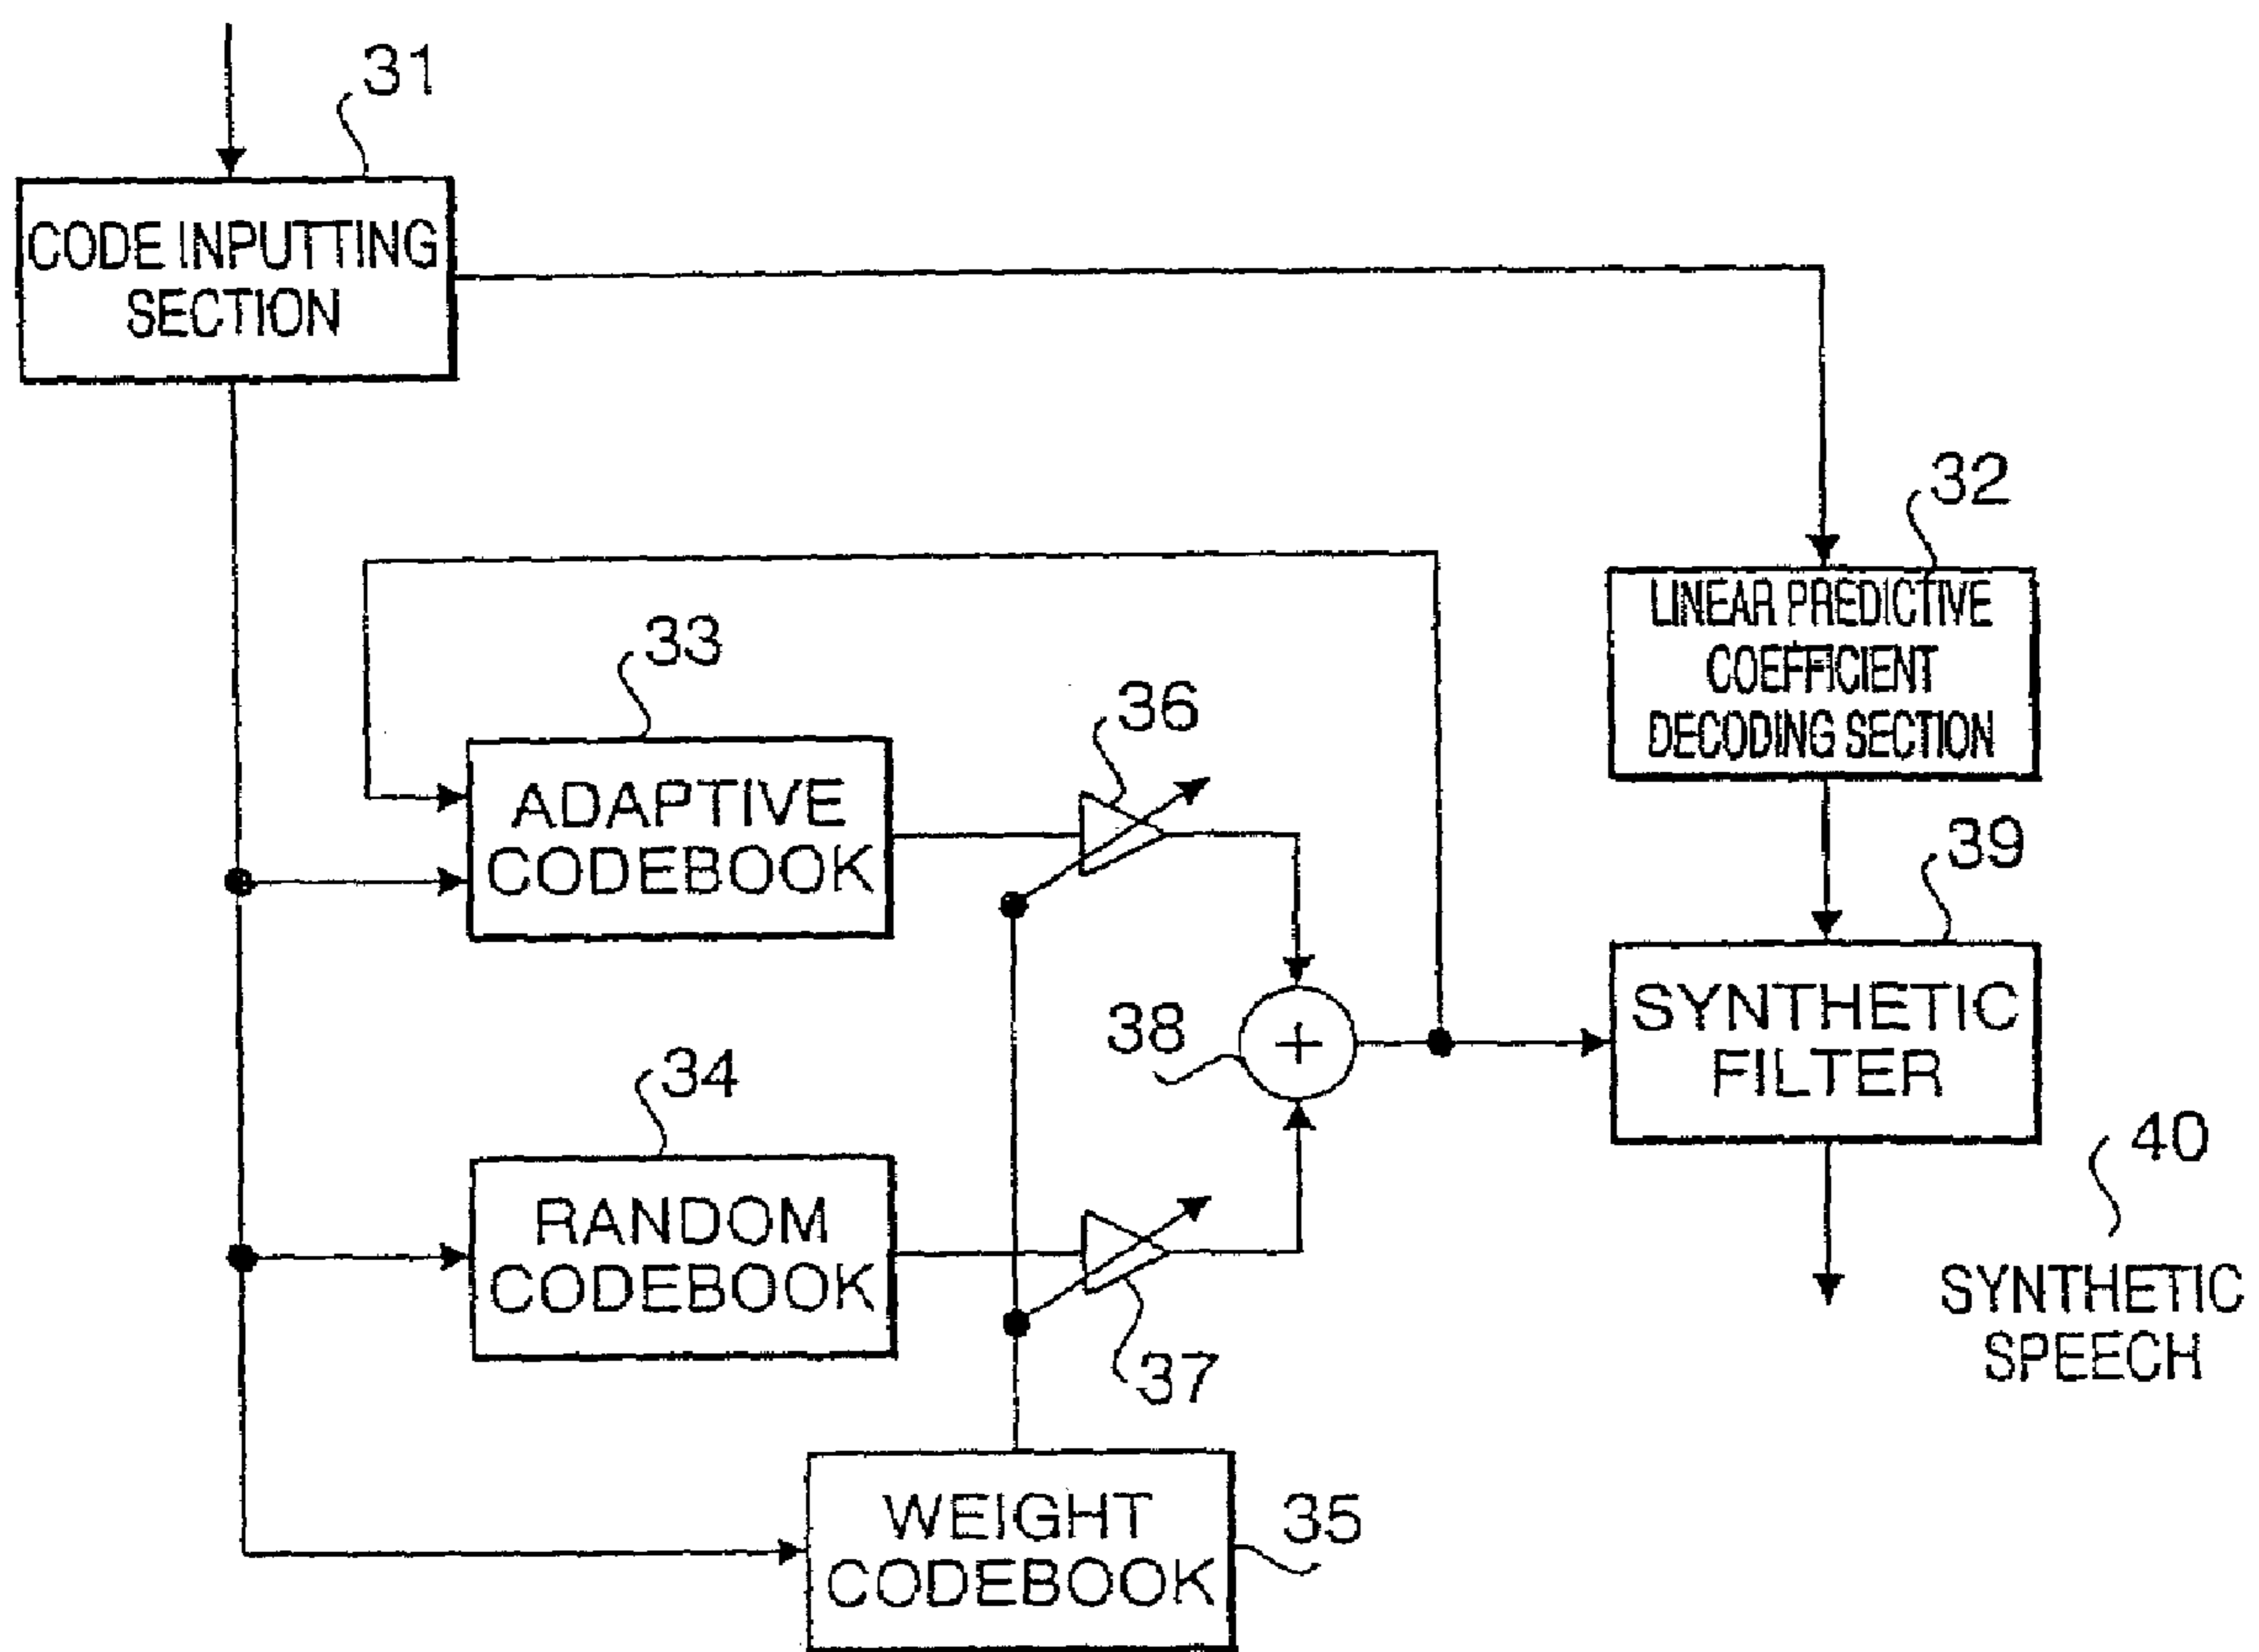 31
CODE INPUTTING
SECTION
32
LINEAR PREDICTIVE
COEFFICIENT
DECODING SECTION
33
ADAPTIVE
CODEBOOK
36
39
SYNTHETIC
FILTER
38
+
34
RANDOM
CODEBOOK
37
40
SYNTHETIC
SPEECH
WEIGHT
CODEBOOK
35